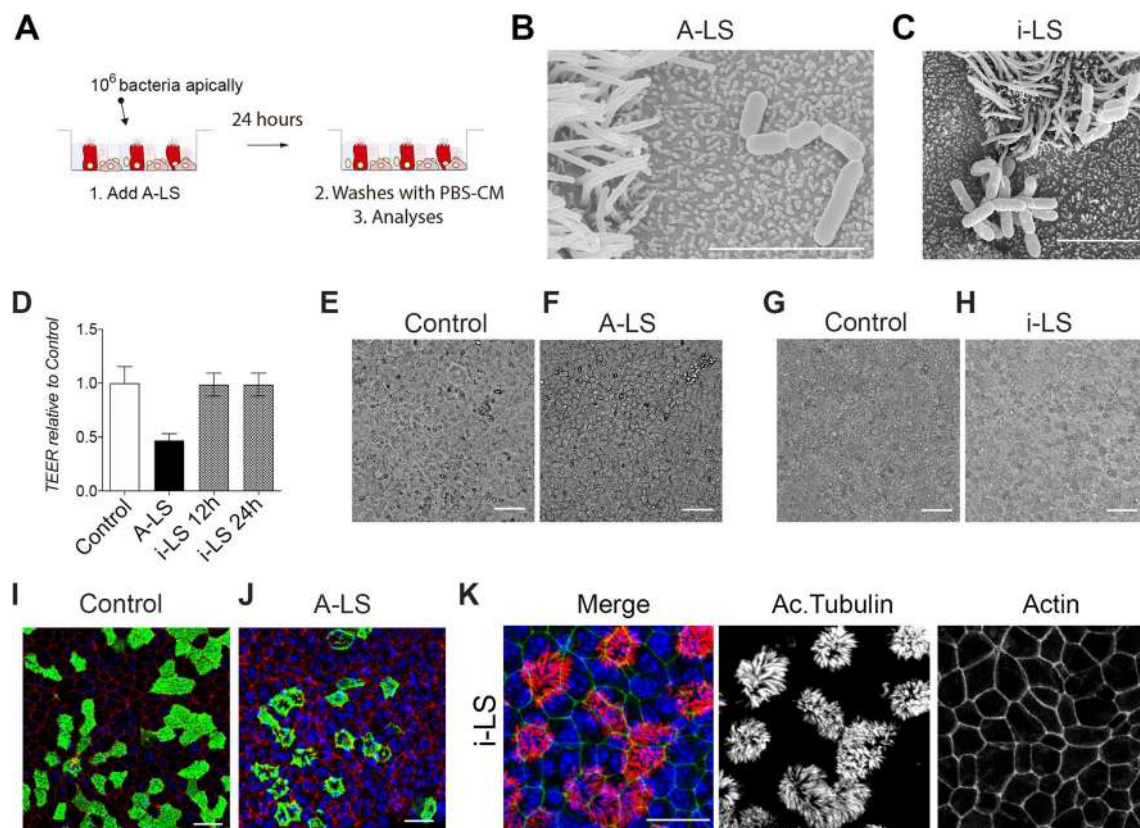 A
10⁶ bacteria apically
24 hours
1. Add A-LS
2. Washes with PBS-CM
3. Analyses
B
A-LS
C
i-LS
D
TEER relative to Control
1.5
1.0
0.5
0.0
Control
A-LS
i-LS 12h
i-LS 24h
E
Control
F
A-LS
G
Control
H
i-LS
I
Control
J
A-LS
K
Merge
Ac.Tubulin
Actin
i-LS